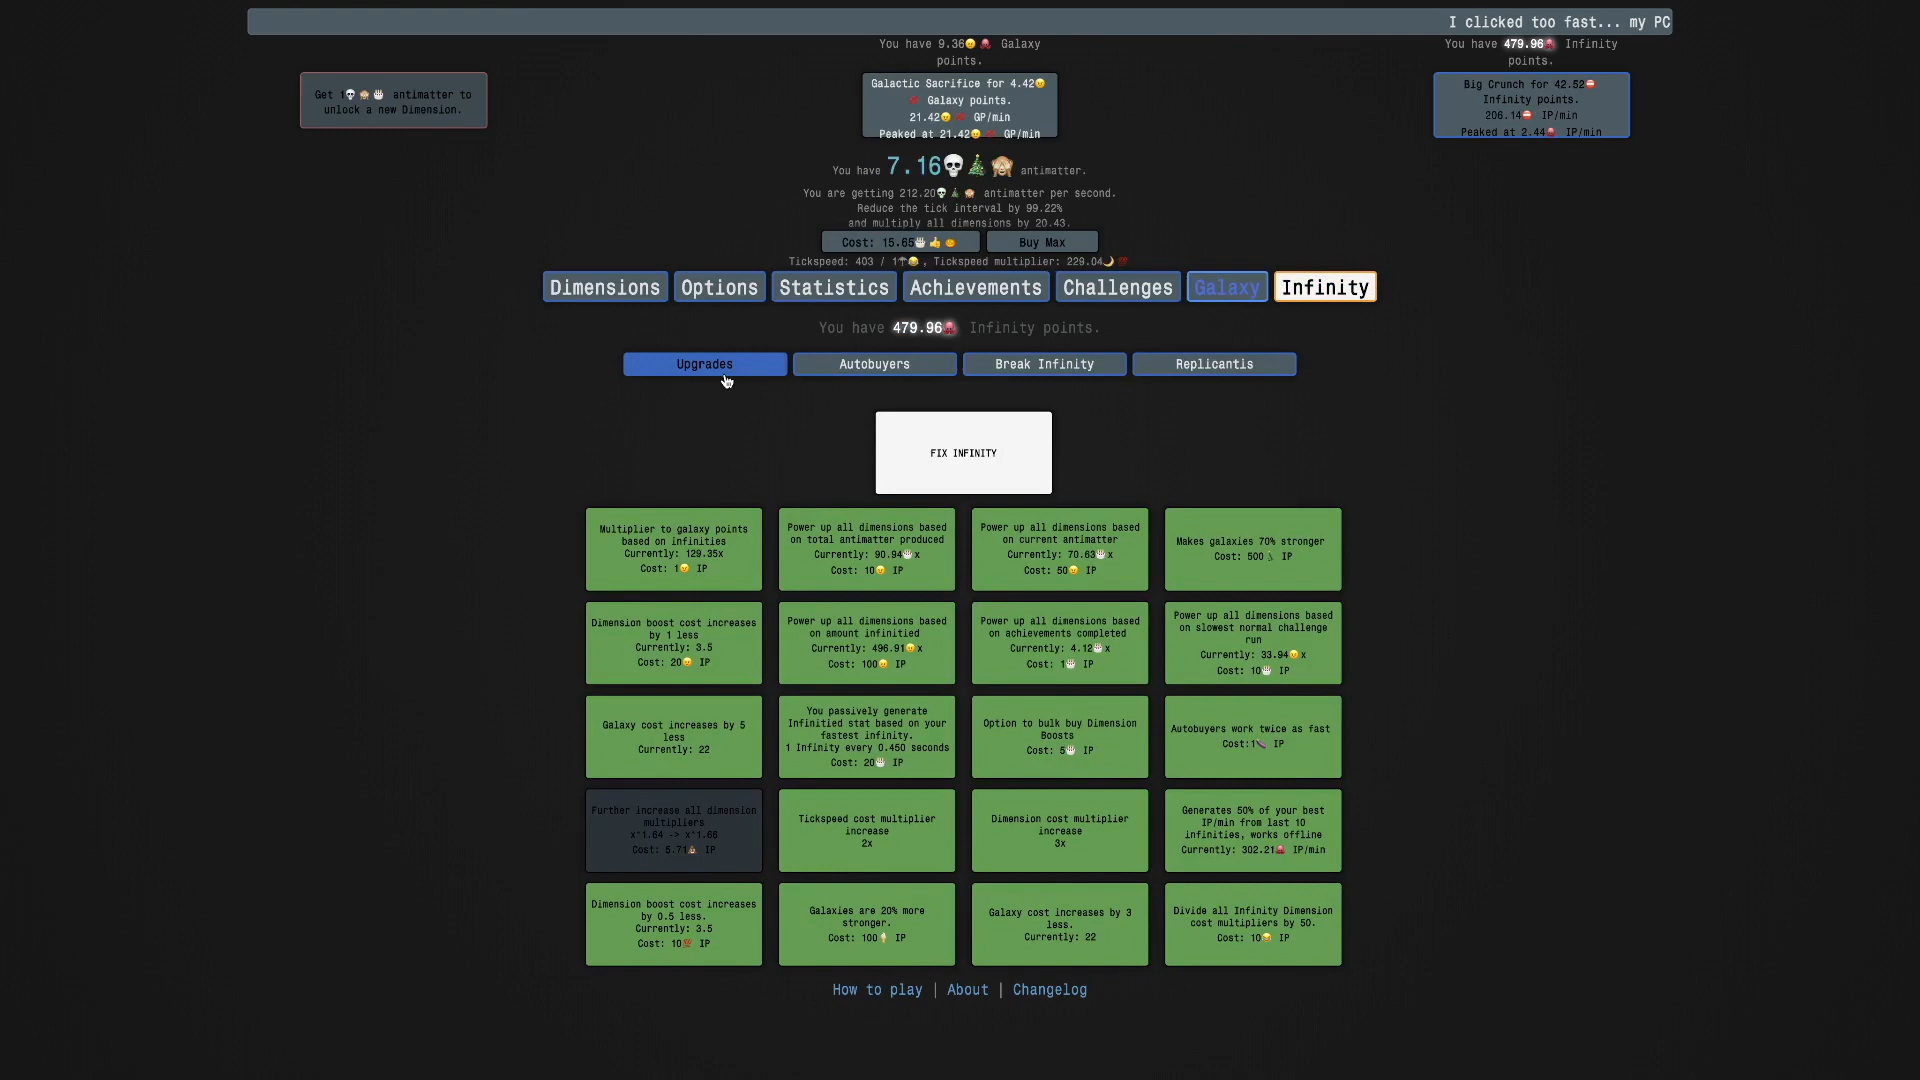 I clicked too fast... my PC
You have 9.36😠🦑 Galaxy
points.
You have 479.96🦑 Infinity
points.
Get 1💀🙈🎂 antimatter to
unlock a new Dimension.
Galactic Sacrifice for 4.42😠
💢 Galaxy points.
21.42😠💢 GP/min
Peaked at 21.42😠💢 GP/min
Big Crunch for 42.52
Infinity points.
206.14 IP/min
Peaked at 2.44🦑 IP/min
You have 7.16💀🎄🙈 antimatter.
You are getting 212.20💀🎄🙈 antimatter per second.
Reduce the tick interval by 99.22%
and multiply all dimensions by 20.43.
Cost: 15.65🎂👍
Buy Max
Tickspeed: 403 / 1☂😂, Tickspeed multiplier: 229.04🌙💯
Dimensions
Options
Statistics
Achievements
Challenges
Galaxy
Infinity
You have 479.96🦑 Infinity points.
Upgrades
Autobuyers
Break Infinity
Replicantis
FIX INFINITY
Multiplier to galaxy points
based on infinities
Currently: 129.35x
Cost: 1😠 IP
Power up all dimensions based
on total antimatter produced
Currently: 90.94🎂x
Cost: 10😠 IP
Power up all dimensions based
on current antimatter
Currently: 70.63🎂x
Cost: 50😠 IP
Makes galaxies 70% stronger
Cost: 500 IP
Dimension boost cost increases
by 1 less
Currently: 3.5
Cost: 20😠 IP
Power up all dimensions based
on amount infinitied
Currently: 496.91😠x
Cost: 100😠 IP
Power up all dimensions based
on achievements completed
Currently: 4.12🎂x
Cost: 1🎂 IP
Power up all dimensions based
on slowest normal challenge
run
Currently: 33.94😠x
Cost: 10🎂 IP
Galaxy cost increases by 5
less
Currently: 22
You passively generate
Infinitied stat based on your
fastest infinity.
1 Infinity every 0.450 seconds
Cost: 20🎂 IP
Option to bulk buy Dimension
Boosts
Cost: 5🎂 IP
Autobuyers work twice as fast
Cost:1🍆 IP
Further increase all dimension
multipliers
x^1.64 -> x^1.66
Cost: 5.71💩 IP
Tickspeed cost multiplier
increase
2x
Dimension cost multiplier
increase
3x
Generates 50% of your best
IP/min from last 10
infinities, works offline
Currently: 302.21🦑 IP/min
Dimension boost cost increases
by 0.5 less.
Currently: 3.5
Cost: 10💯 IP
Galaxies are 20% more
stronger.
Cost: 100🍦 IP
Galaxy cost increases by 3
less.
Currently: 22
Divide all Infinity Dimension
cost multipliers by 50.
Cost: 10😂 IP
How to play | About | Changelog